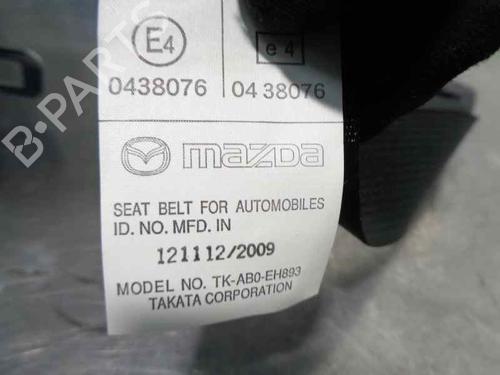 E4 e4
0438076 04 38076
mazda
SEAT BELT FOR AUTOMOBILES
ID. NO. MFD. IN
121112/2009
MODEL NO. TK-AB0-EH893
TAKATA CORPORATION
B-PARTS